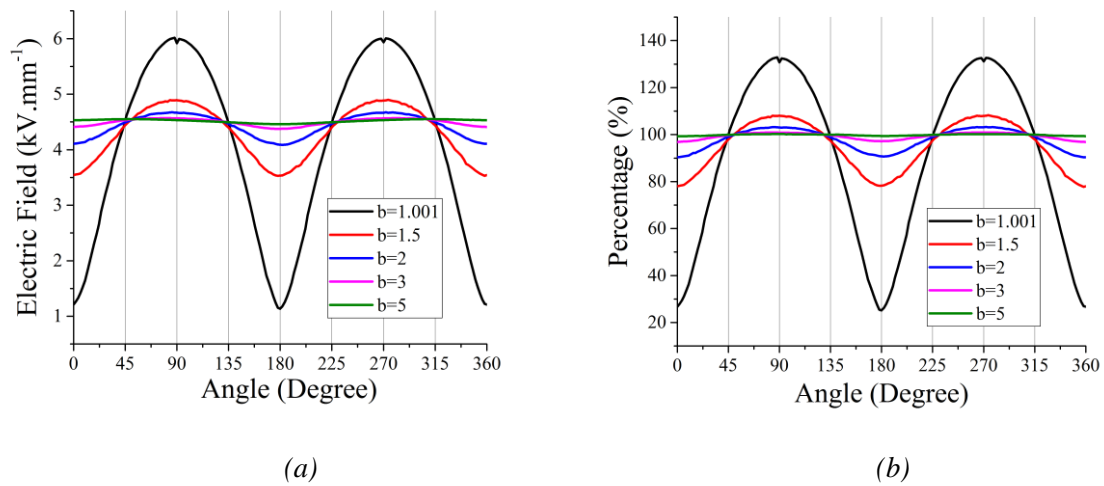 Electric Field (kV.mm⁻¹)
6
5
4
3
2
1
b=1.001
b=1.5
b=2
b=3
b=5
0 45 90 135 180 225 270 315 360
Angle (Degree)
(a)
Percentage (%)
140
120
100
80
60
40
20
b=1.001
b=1.5
b=2
b=3
b=5
0 45 90 135 180 225 270 315 360
Angle (Degree)
(b)